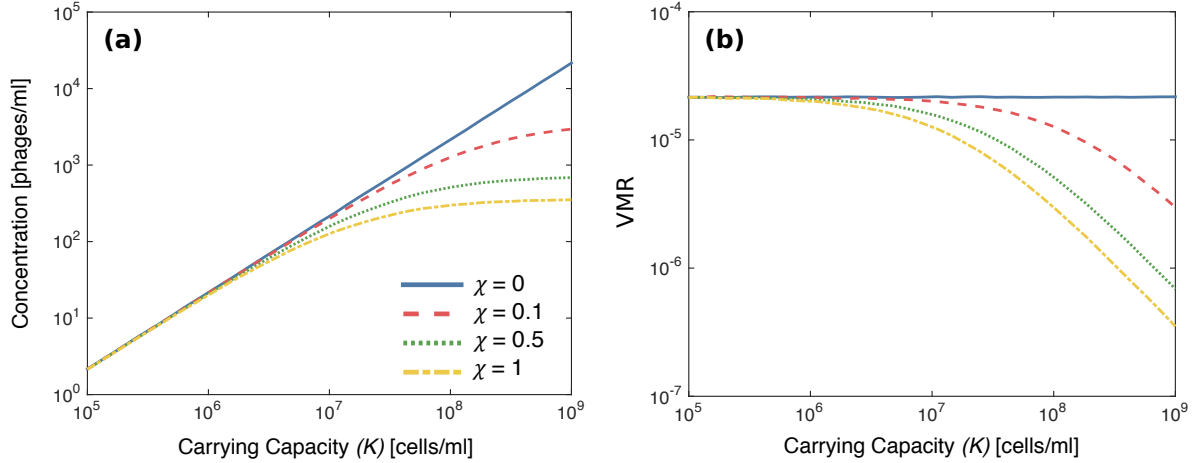 (a)
Concentration [phages/ml]
10^5
10^4
10^3
10^2
10^1
10^0
χ = 0
χ = 0.1
χ = 0.5
χ = 1
10^5 10^6 10^7 10^8 10^9
Carrying Capacity (K) [cells/ml]
(b)
VMR
10^-4
10^-5
10^-6
10^-7
10^5 10^6 10^7 10^8 10^9
Carrying Capacity (K) [cells/ml]